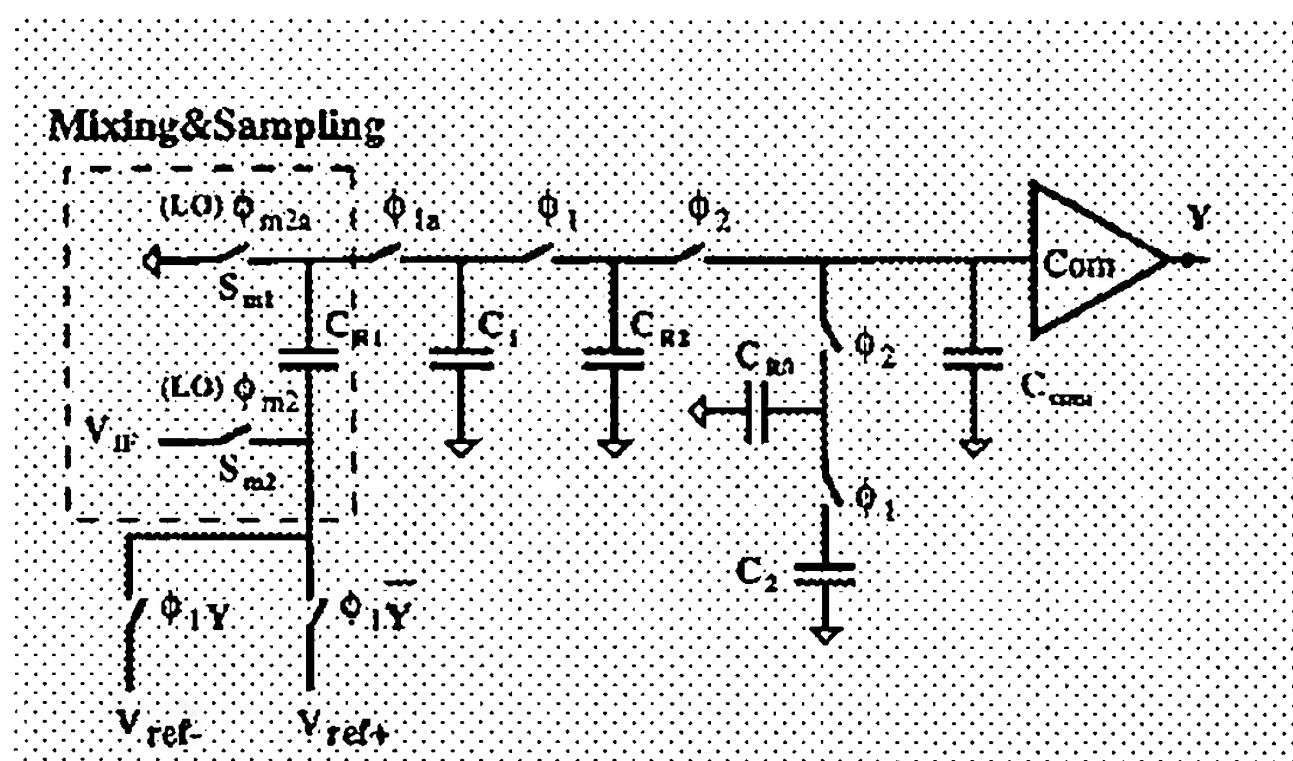 Mixing&Sampling
(LO) ϕm2a
ϕ1a
ϕ1
ϕ2
Y
Sm1
Com
CR1
C1
CR2
ϕ2
(LO) ϕm2
VIF
Sm2
ϕ1
C2
ϕ1Y
ϕ1Y̅
Vref-
Vref+